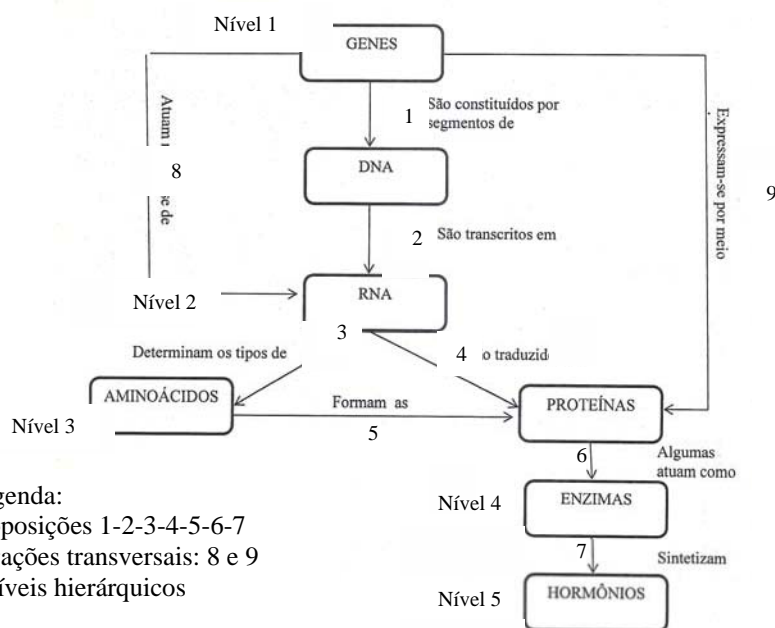 Nível 1
GENES
1
São constituídos por
segmentos de
Atuam
8
se de
Expressam-se por meio
9
DNA
2
São transcritos em
Nível 2
RNA
3
Determinam os tipos de
4
o traduzid
AMINOÁCIDOS
Formam as
PROTEÍNAS
Nível 3
5
6
Algumas
atuam como
genda:
posições 1-2-3-4-5-6-7
ações transversais: 8 e 9
íveis hierárquicos
Nível 4
ENZIMAS
7
Sintetizam
Nível 5
HORMÔNIOS